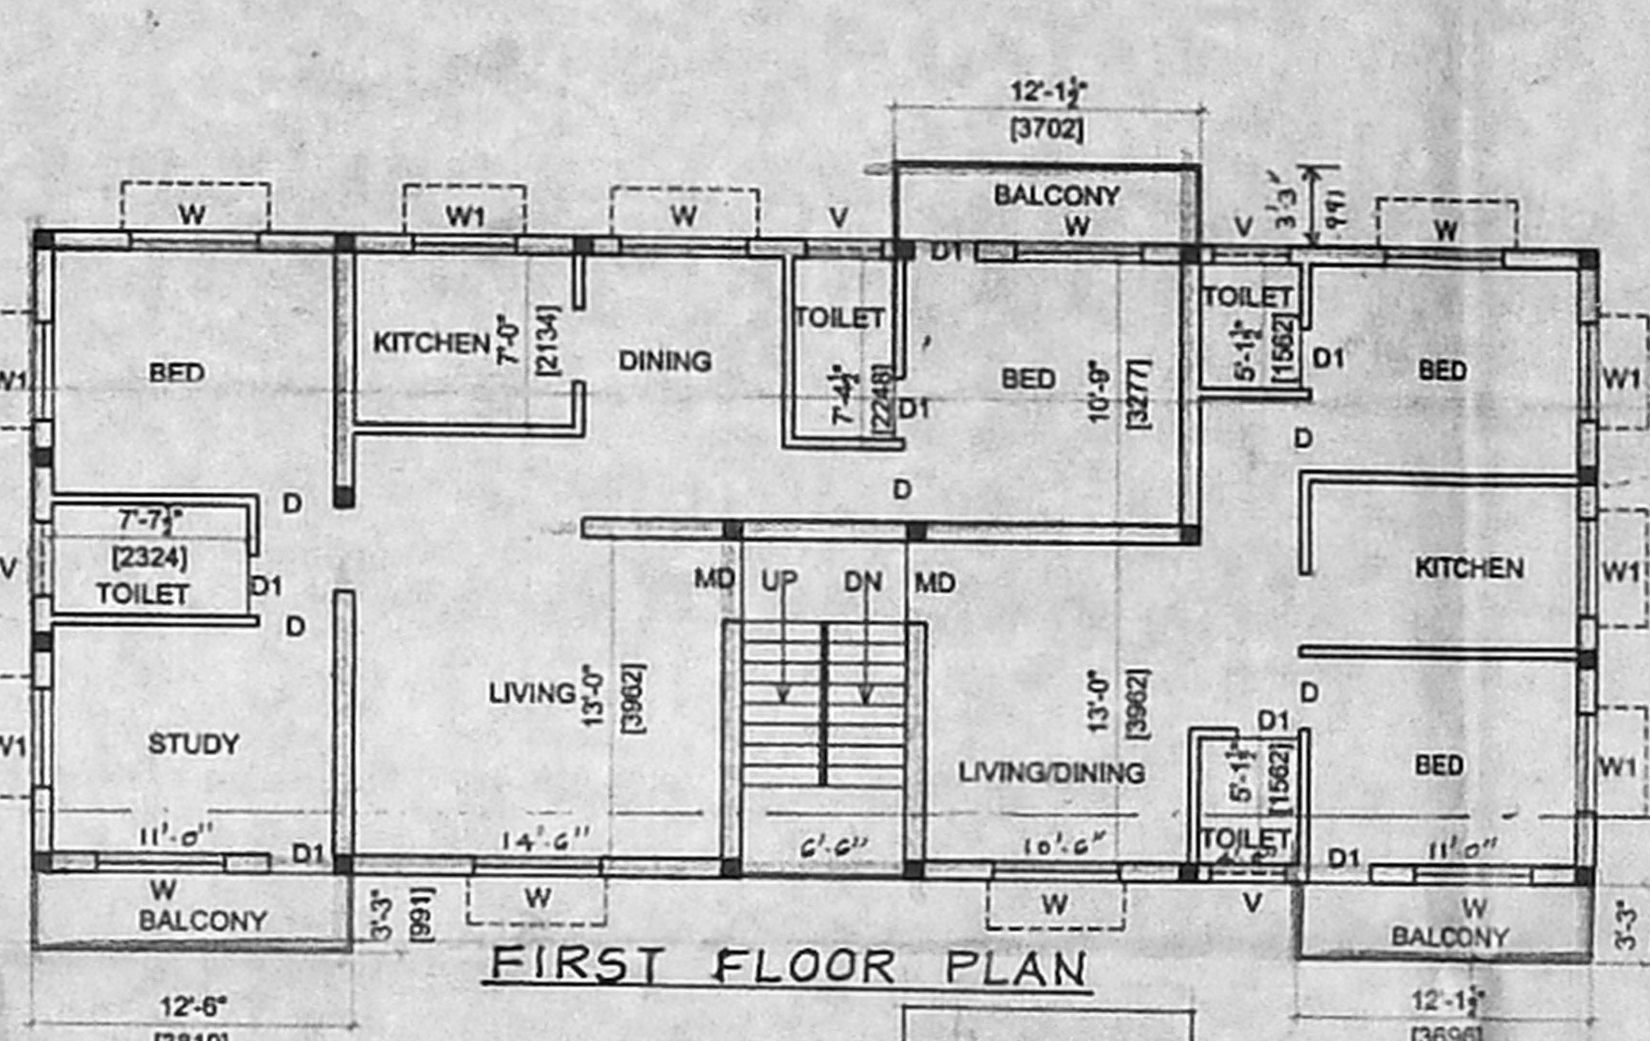 12'-1½"
[3702]
BALCONY
3'-3"
991
W W1 W V W V W
D1
TOILET
TOILET
KITCHEN
7'-0"
[2134]
DINING
BED
W1
7'-4½"
[2248]
D1
BED
10'-9"
[3277]
5'-1½"
[1562]
D1
BED
W1
D
D
D
7'-7½"
[2324]
TOILET
V
D1
D
MD UP DN MD
KITCHEN
W1
LIVING
13'-0"
[3962]
13'-0"
[3962]
D
D1
STUDY
W1
LIVING/DINING
5'-1½"
[1562]
TOILET
BED
W1
11'-0" D1 14'-6" 6'-6" 10'-6" D1 11'0"
W
BALCONY
3'-3"
[991]
W W V
W
BALCONY
3'-3"
FIRST FLOOR PLAN
12'-6"
12'-1½"
[3696]